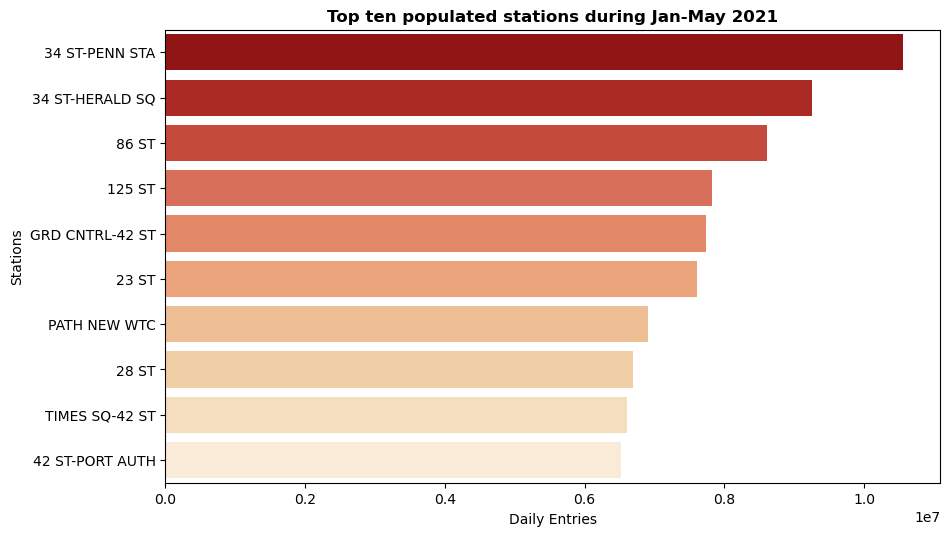 Top ten populated stations during Jan-May 2021
34 ST-PENN STA
34 ST-HERALD SQ
86 ST
125 ST
GRD CNTRL-42 ST
23 ST
PATH NEW WTC
28 ST
TIMES SQ-42 ST
42 ST-PORT AUTH
Stations
0.0 0.2 0.4 0.6 0.8 1.0
1e7
Daily Entries